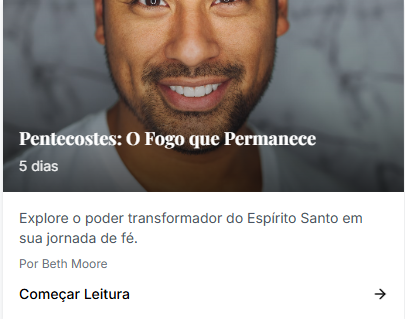 Pentecostes: O Fogo que Permanece
5 dias
Explore o poder transformador do Espírito Santo em
sua jornada de fé.
Por Beth Moore
Começar Leitura